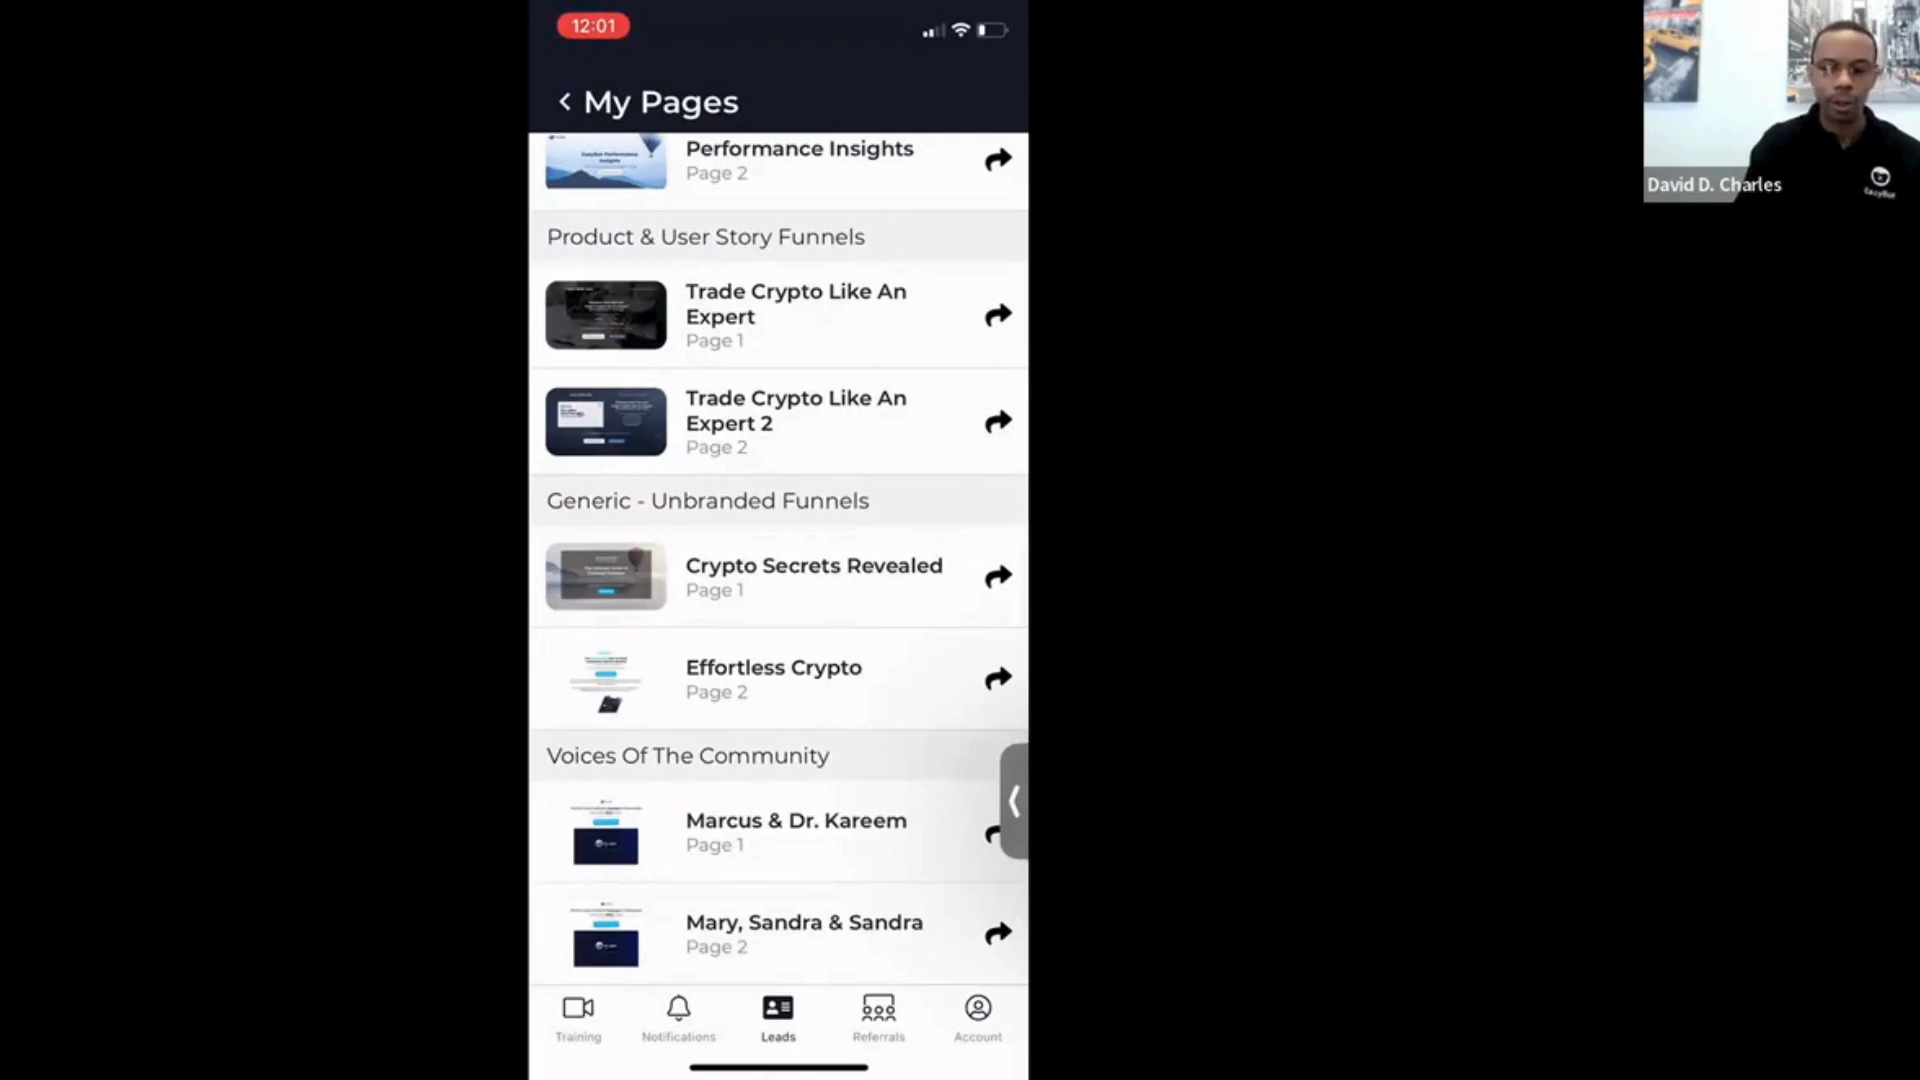 12:01
My Pages
Performance Insights
Page 2
Product & User Story Funnels
Trade Crypto Like An
Expert
Page 1
Trade Crypto Like An
Expert 2
Page 2
Generic - Unbranded Funnels
Crypto Secrets Revealed
Page 1
Effortless Crypto
Page 2
Voices Of The Community
Marcus & Dr. Kareem
Page 1
Mary, Sandra & Sandra
Page 2
Training
Notifications
Leads
Referrals
Account
David D. Charles
EazyBot